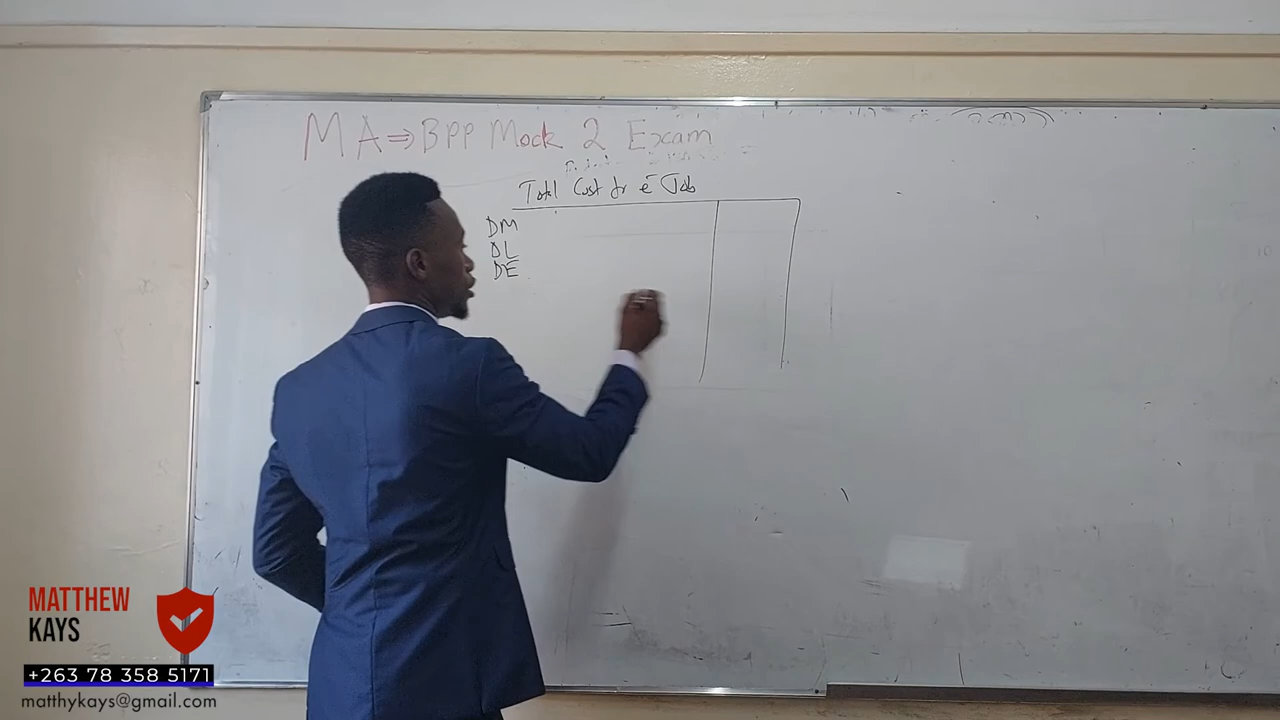 MA ⇒ BPP Mock 2 Exam
Total Cost for ē Job
DM
DL
DE
MATTHEW
KAYS
+263 78 358 5171
matthykays@gmail.com